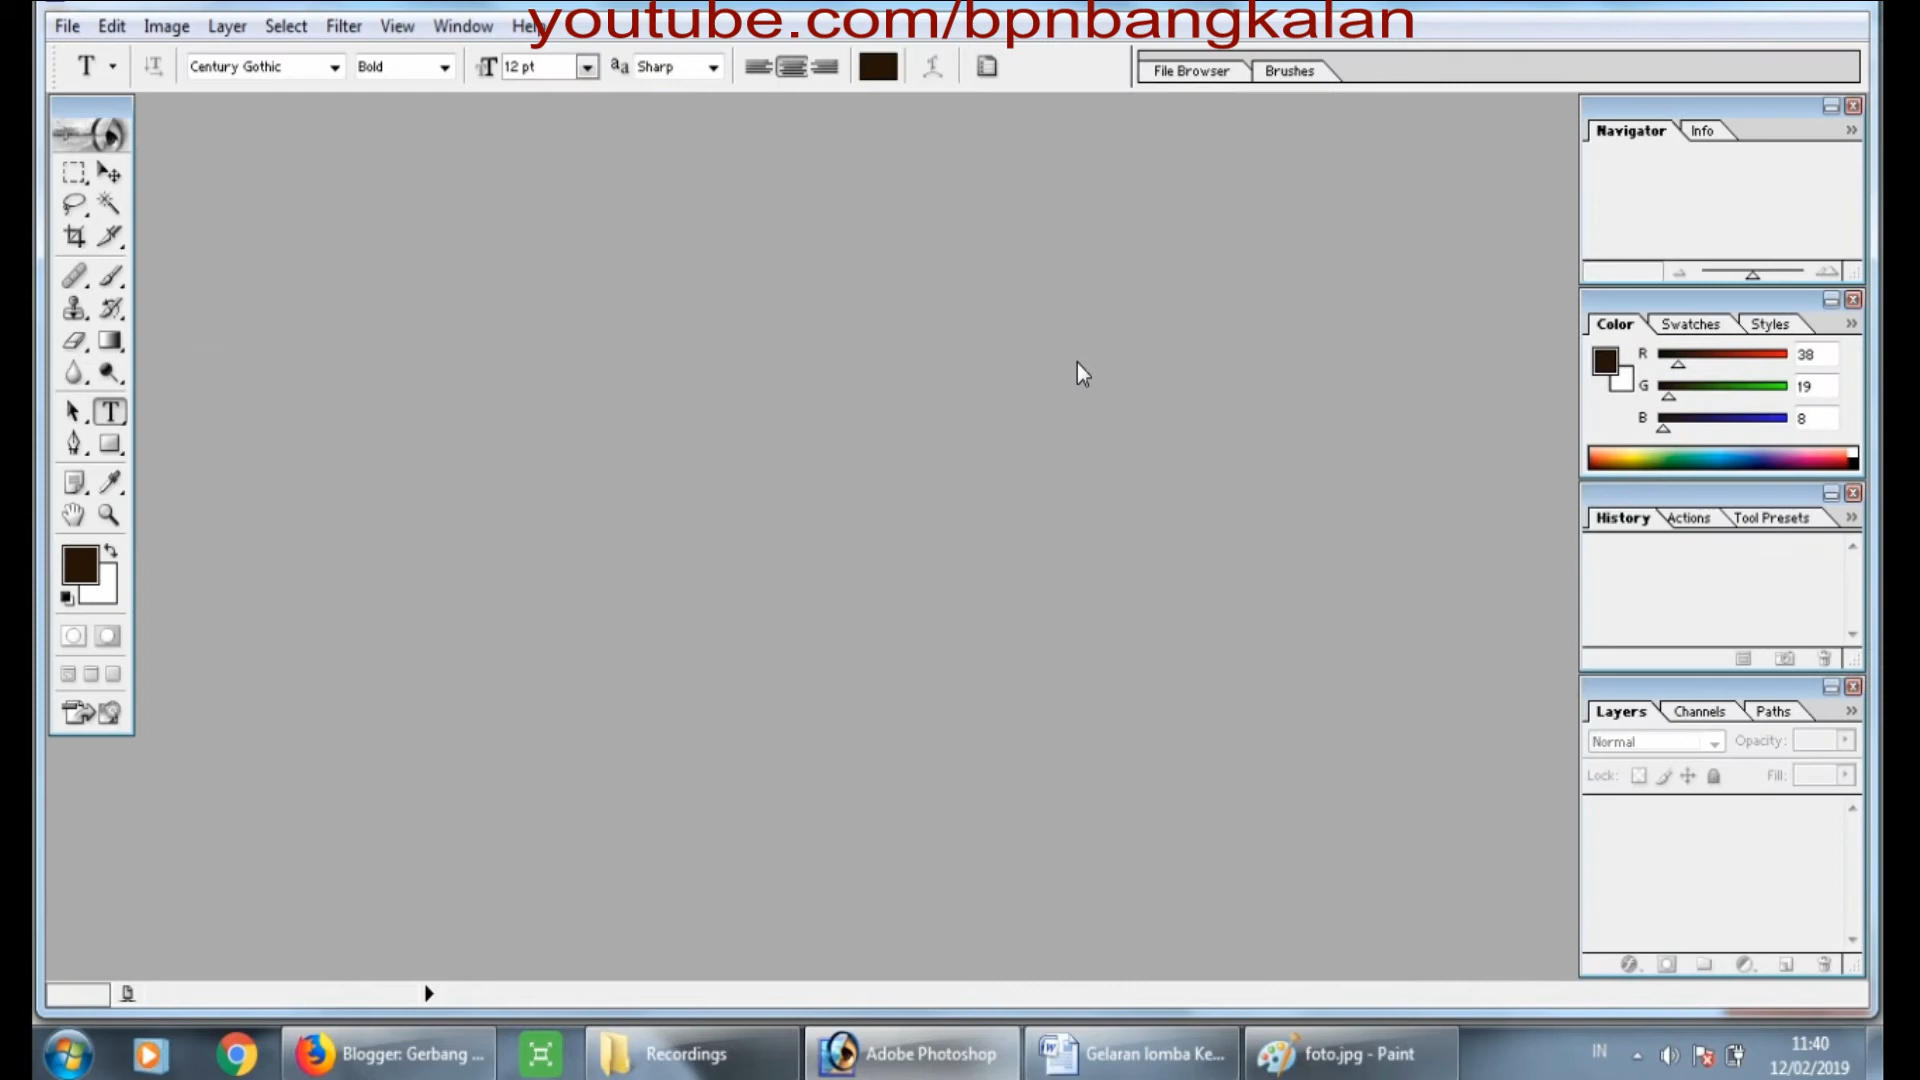 youtube.com/bpnbangkalan
File Edit Image Layer Select Filter View Window
T Century Gothic Bold T 12 pt aa Sharp File Browser Brushes
Navigator Info
Color Swatches Styles
R 38
G 19
B 8
T
History Actions Tool Presets
Layers Channels Paths
Normal Opacity:
Lock: Fill:
Blogger: Gerbang ... Recordings Adobe Photoshop Gelaran lomba Ke... foto.jpg - Paint IN 11:40
12/02/2019